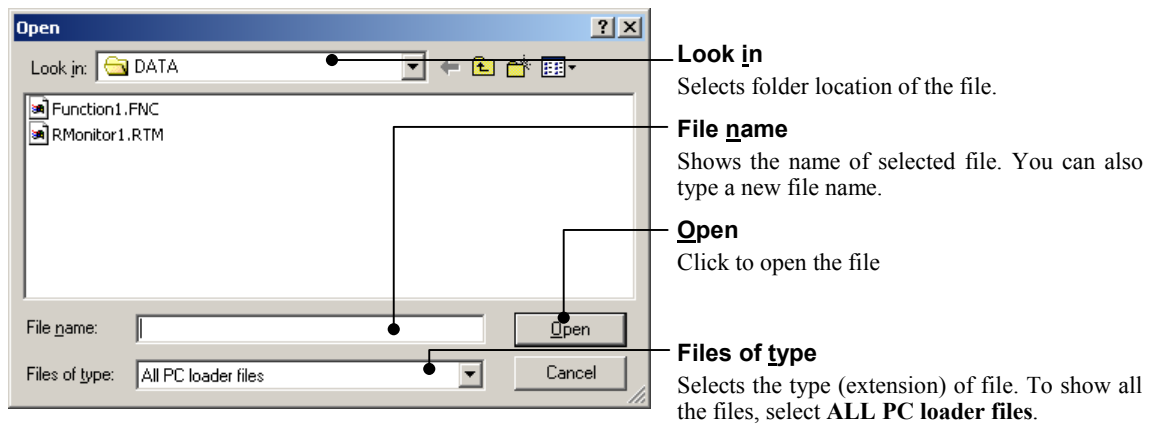 Open
Look in: DATA
Function1.FNC
RMonitor1.RTM
File name:
Open
Files of type: All PC loader files
Cancel
Look in
Selects folder location of the file.
File name
Shows the name of selected file. You can also
type a new file name.
Open
Click to open the file
Files of type
Selects the type (extension) of file. To show all
the files, select ALL PC loader files.